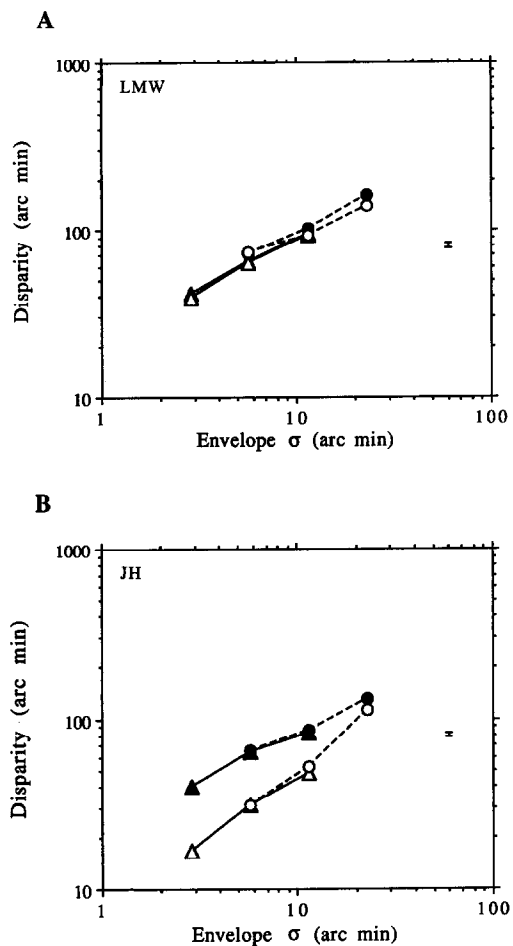 A
1000
LMW
Disparity (arc min)
100
10
1 10 100
Envelope σ (arc min)
B
1000
JH
Disparity (arc min)
100
10
1 10 100
Envelope σ (arc min)